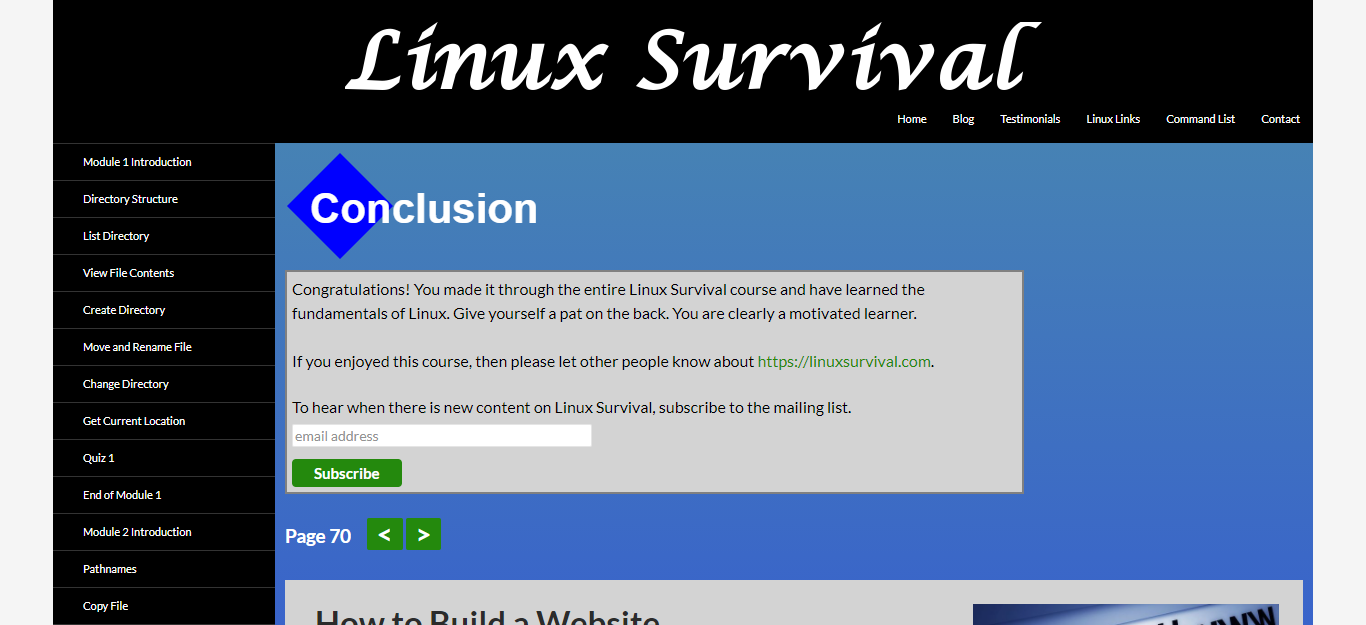 Linux Survival
Home
Blog
Testimonials
Linux Links
Command List
Contact
Module 1 Introduction
Directory Structure
List Directory
View File Contents
Create Directory
Move and Rename File
Change Directory
Get Current Location
Quiz 1
End of Module 1
Module 2 Introduction
Pathnames
Copy File
Conclusion
Congratulations! You made it through the entire Linux Survival course and have learned the
fundamentals of Linux. Give yourself a pat on the back. You are clearly a motivated learner.
If you enjoyed this course, then please let other people know about https://linuxsurvival.com.
To hear when there is new content on Linux Survival, subscribe to the mailing list.
email address
Subscribe
Page 70 < >
How to Build a Website